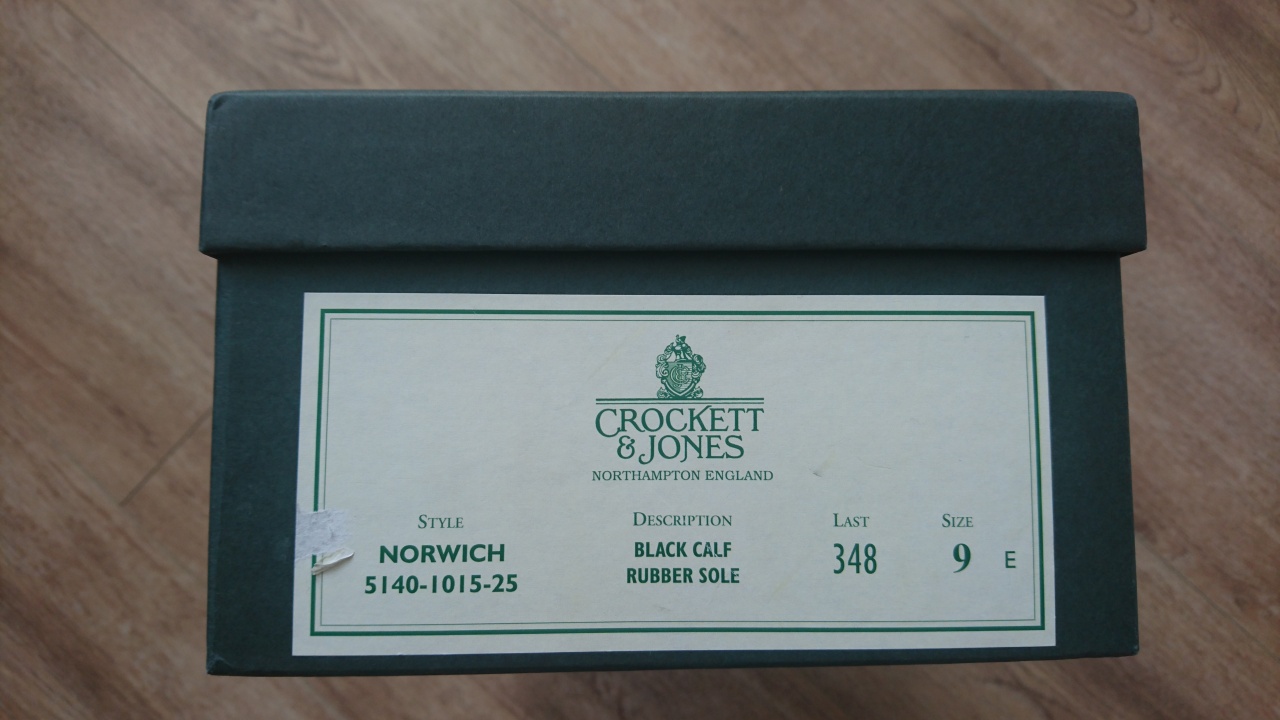 CROCKETT
& JONES
NORTHAMPTON ENGLAND
STYLE DESCRIPTION LAST SIZE
NORWICH BLACK CALF 348 9 E
5140-1015-25 RUBBER SOLE